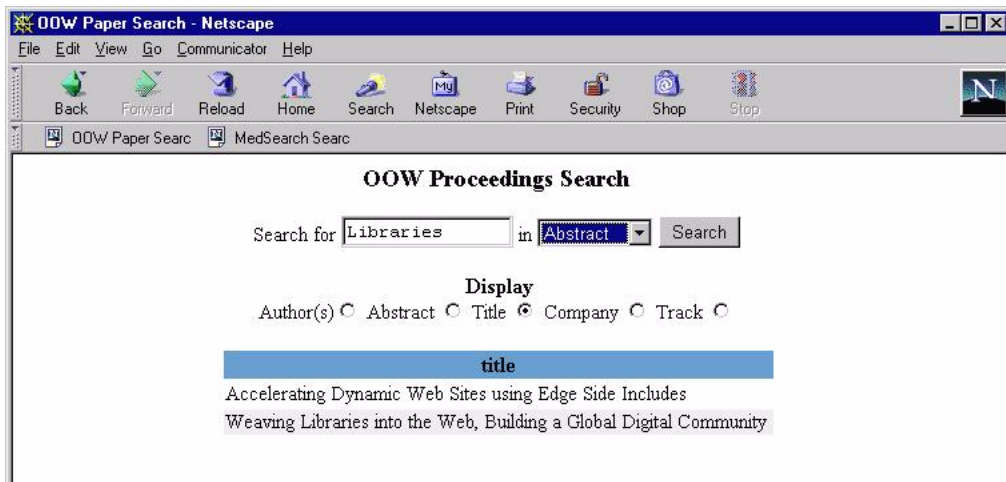 OOW Paper Search - Netscape
File Edit View Go Communicator Help
My
Back Forward Reload Home Search Netscape Print Security Shop Stop
N
OOW Paper Searc MedSearch Searc
OOW Proceedings Search
Search for Libraries in Abstract Search
Display
Author(s) Abstract Title Company Track
title
Accelerating Dynamic Web Sites using Edge Side Includes
Weaving Libraries into the Web, Building a Global Digital Community